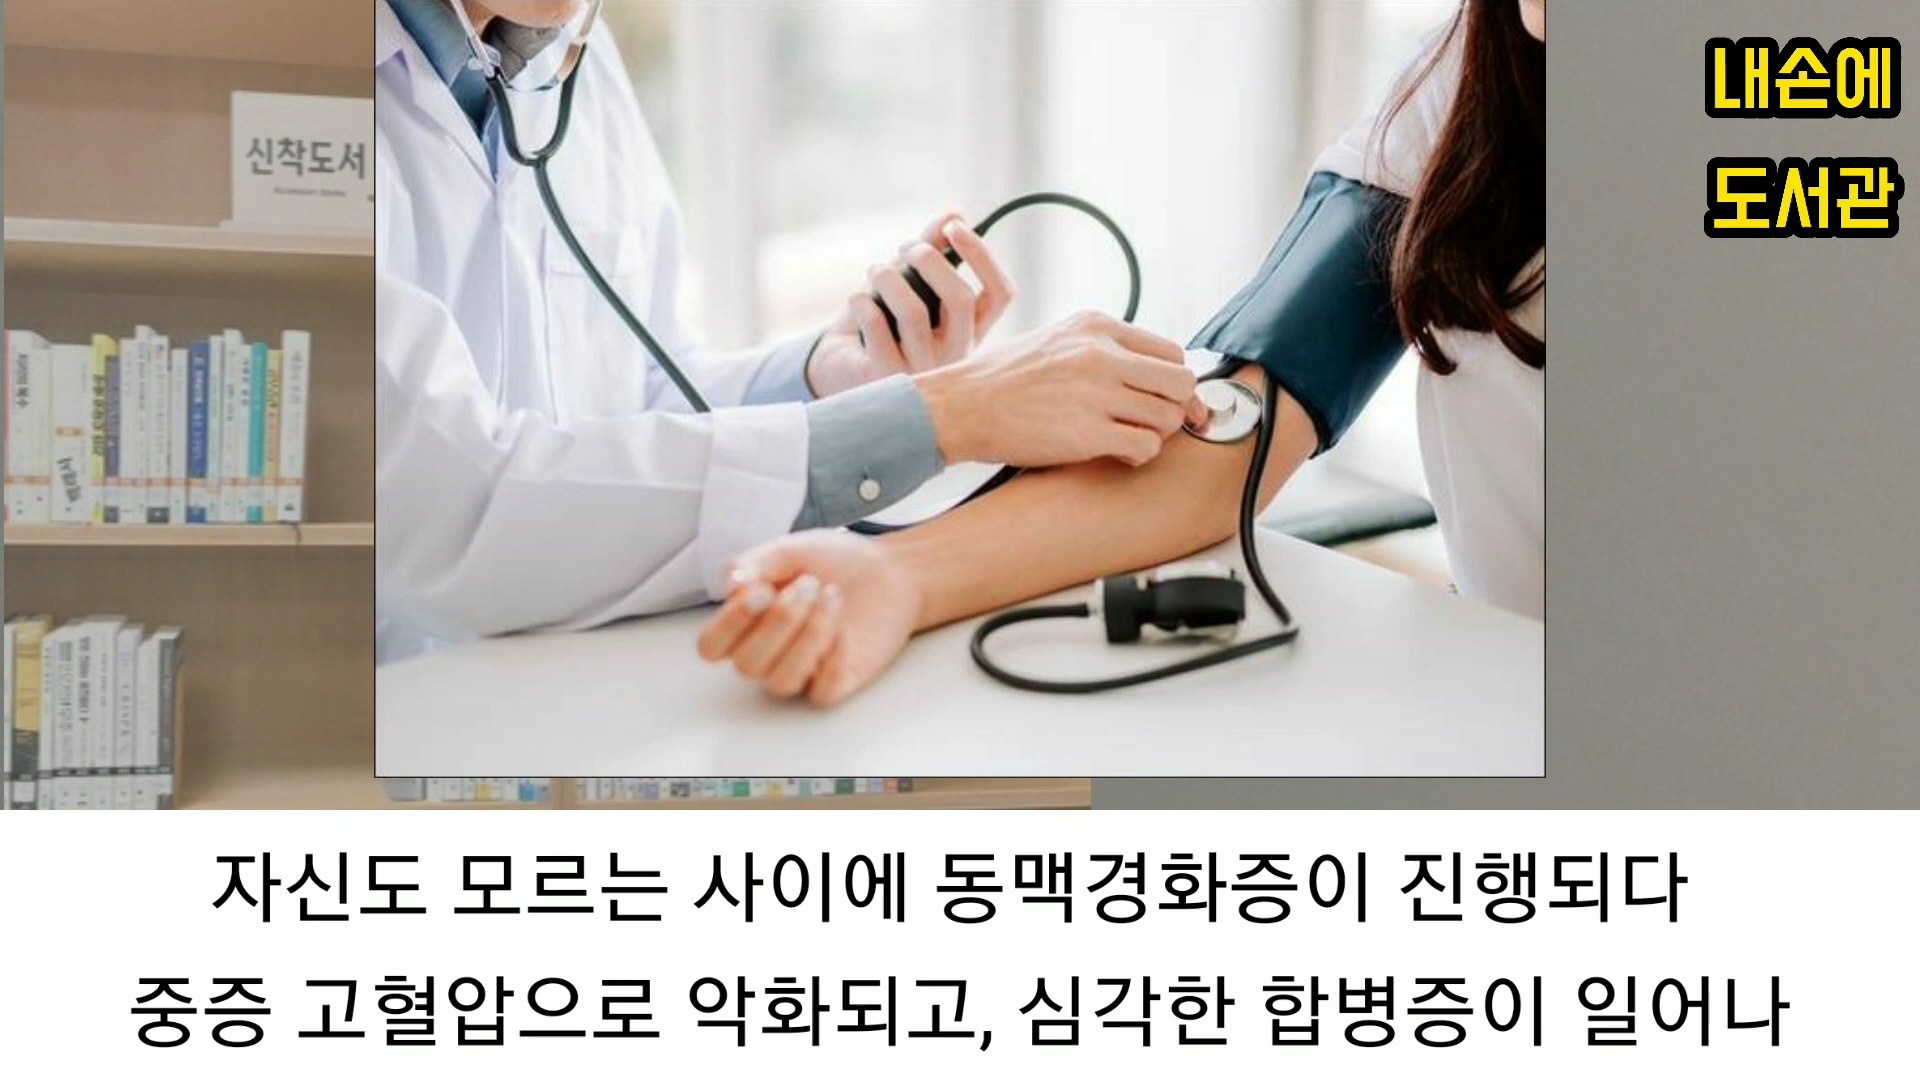 내손에
도서관
신착도서
자신도 모르는 사이에 동맥경화증이 진행되다
중증 고혈압으로 악화되고, 심각한 합병증이 일어나